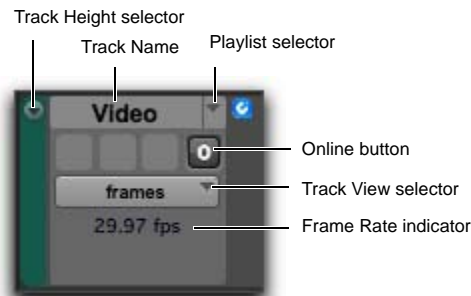 Track Height selector
Track Name
Playlist selector
Video
O
Online button
frames
Track View selector
29.97 fps
Frame Rate indicator